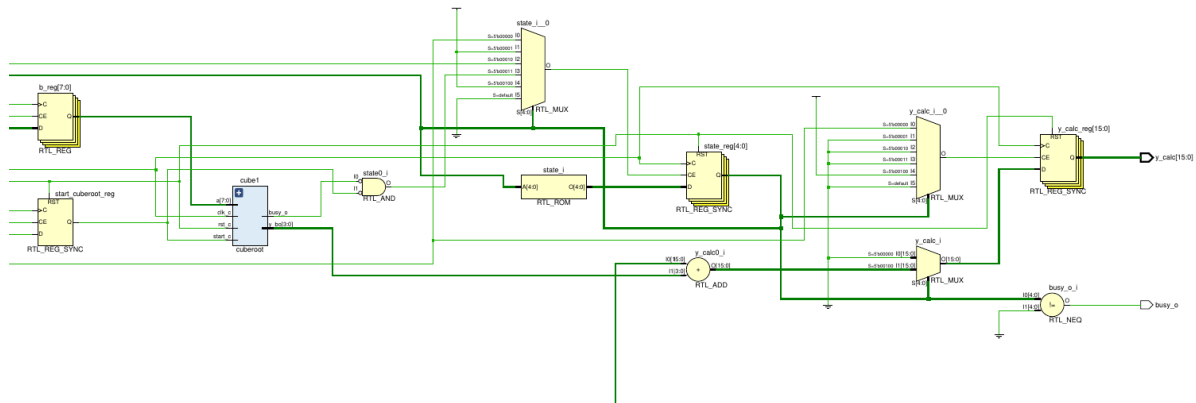 state_i__0
S=5'b00000 I0
S=5'b00001 I1
S=5'b00010 I2
S=5'b00011 I3
S=5'b00100 I4
S=default I5
O
S[4:0]
RTL_MUX
b_reg[7:0]
C
CE
D
Q
RTL_REG
start_cuberoot_reg
RST
C
CE
D
Q
RTL_REG_SYNC
cube1
a[7:0]
clk_c
rst_c
start_c
busy_o
y_bo[3:0]
cuberoot
state0_i
I0
I1
O
RTL_AND
state_i
A[4:0]
O[4:0]
RTL_ROM
state_reg[4:0]
RST
C
CE
D
Q
RTL_REG_SYNC
y_calc_i__0
S=5'b00000 I0
S=5'b00001 I1
S=5'b00010 I2
S=5'b00011 I3
S=5'b00100 I4
S=default I5
O
S[4:0]
RTL_MUX
y_calc_reg[15:0]
RST
C
CE
D
Q
RTL_REG_SYNC
y_calc[15:0]
y_calc0_i
I0[16:0]
I1[3:0]
+
O[15:0]
RTL_ADD
y_calc_i
S=5'b00000 I0[15:0]
S=5'b00100 I1[15:0]
O[15:0]
S[4:0]
RTL_MUX
busy_o_i
I0[4:0]
I1[4:0]
!=
O
RTL_NEQ
busy_o